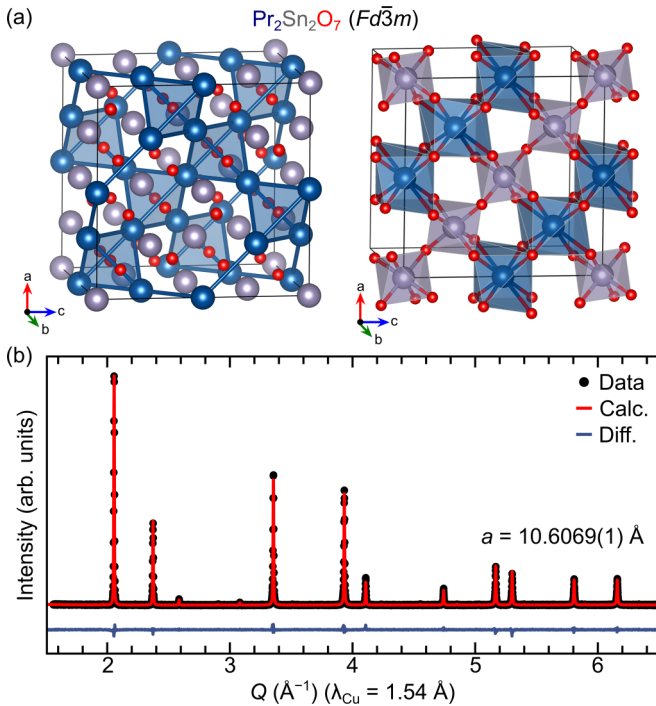 (a)
Pr₂Sn₂O₇ (Fd3̅m)
a
c
b
a
c
b
(b)
Data
Calc.
Diff.
a = 10.6069(1) Å
Intensity (arb. units)
2 3 4 5 6
Q (Å⁻¹) (λCu = 1.54 Å)